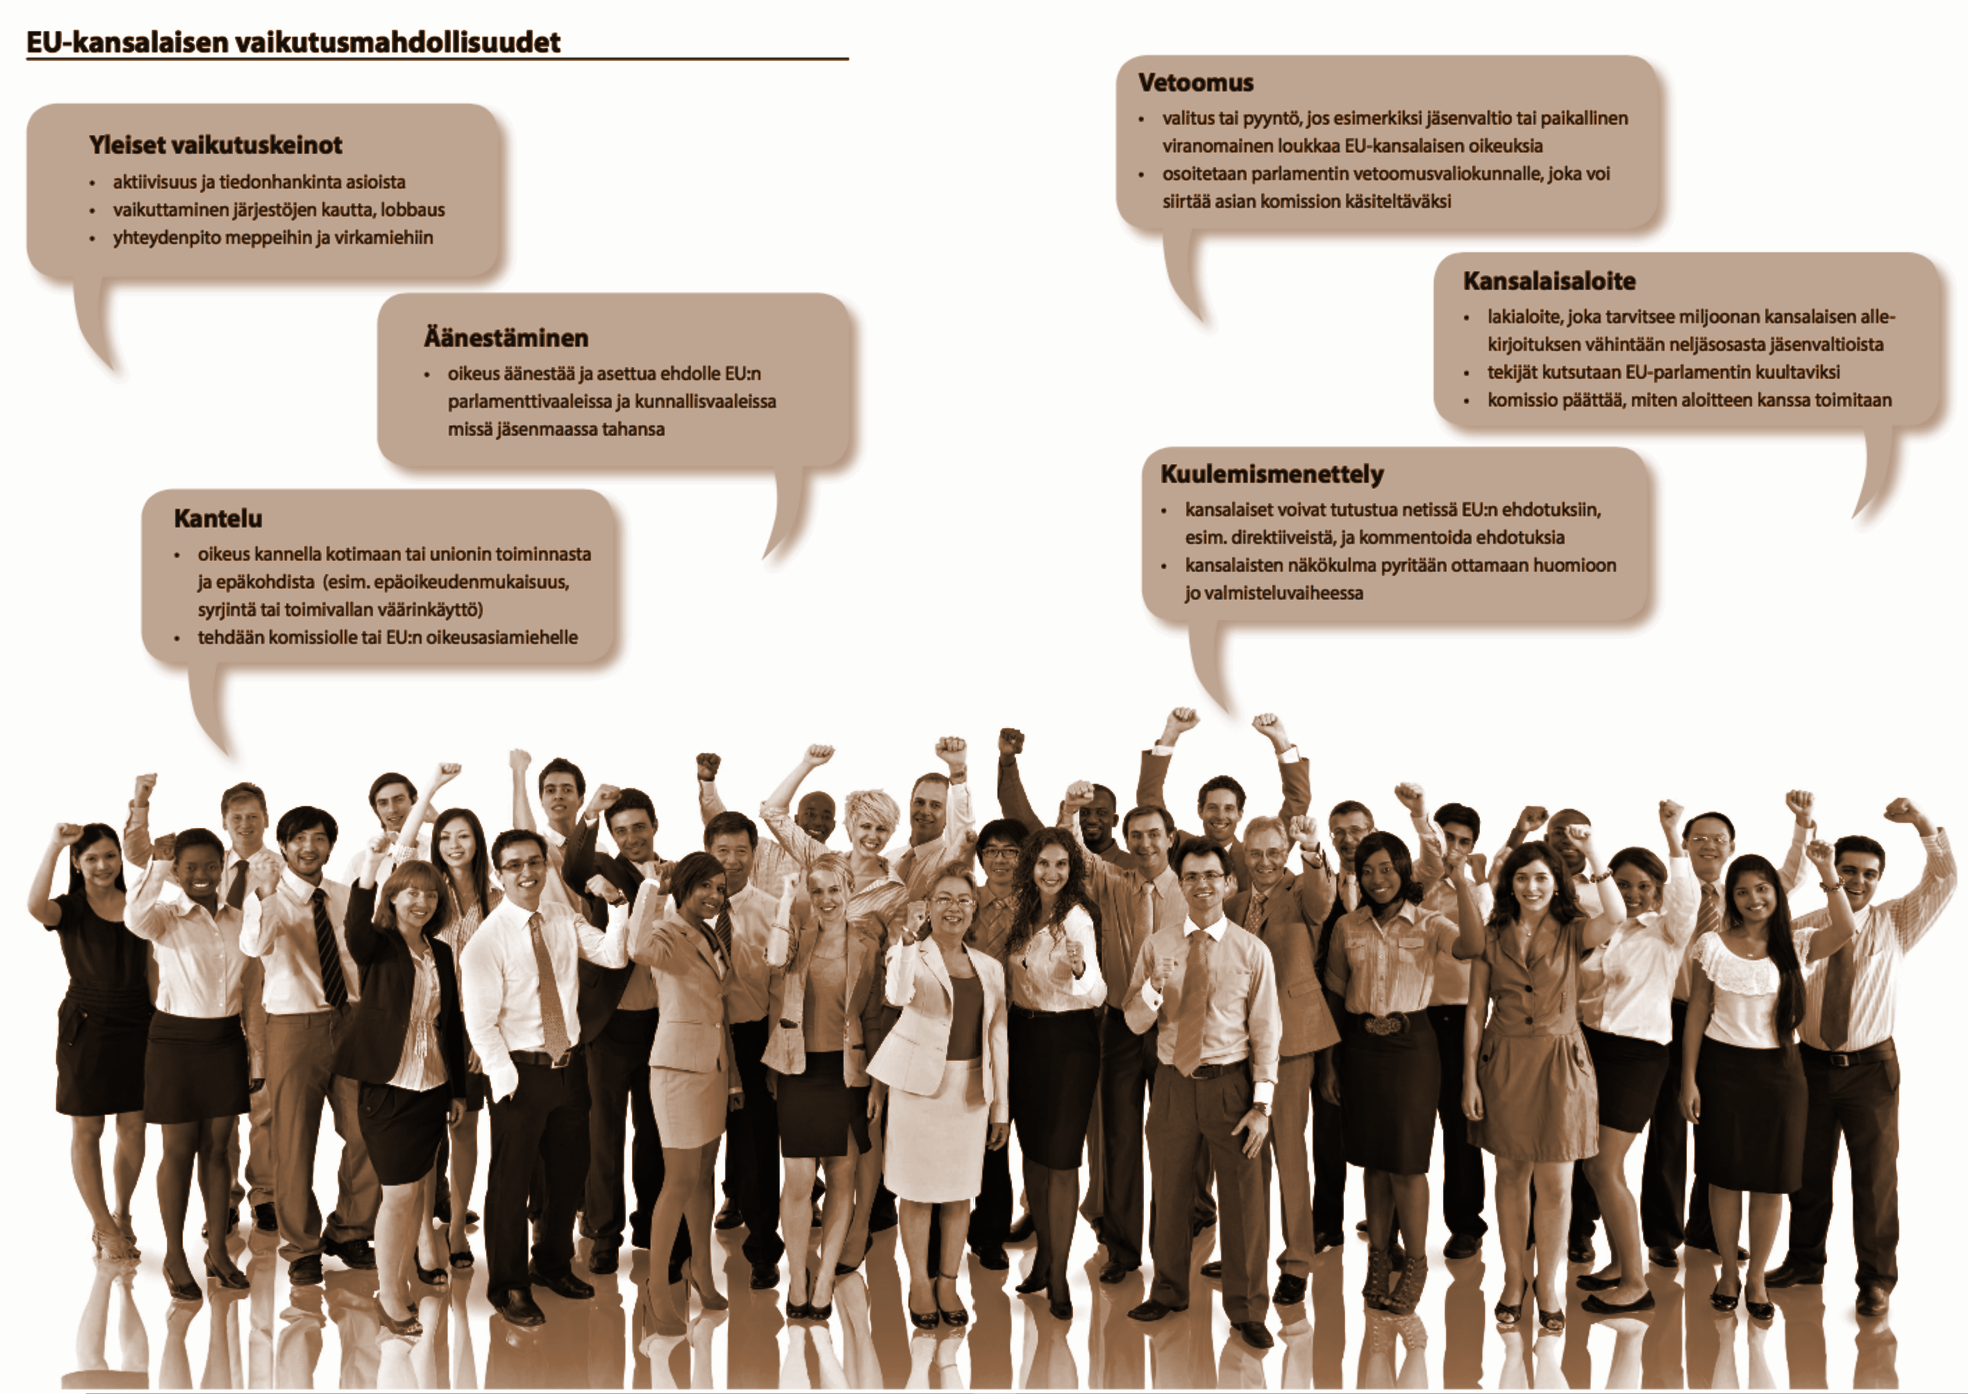 EU-kansalaisen vaikutusmahdollisuudet
Yleiset vaikutuskeinot
• aktiivisuus ja tiedonhankinta asioista
• vaikuttaminen järjestöjen kautta, lobbaus
• yhteydenpito meppeihin ja virkamiehiin
Äänestäminen
• oikeus äänestää ja asettua ehdolle EU:n
parlamenttivaaleissa ja kunnallisvaaleissa
missä jäsenmaassa tahansa
Kantelu
• oikeus kannella kotimaan tai unionin toiminnasta
ja epäkohdista (esim. epäoikeudenmukaisuus,
syrjintä tai toimivallan väärinkäyttö)
• tehdään komissiolle tai EU:n oikeusasiamiehelle
Vetoomus
• valitus tai pyyntö, jos esimerkiksi jäsenvaltio tai paikallinen
viranomainen loukkaa EU-kansalaisen oikeuksia
• osoitetaan parlamentin vetoomusvaliokunnalle, joka voi
siirtää asian komission käsiteltäväksi
Kansalaisaloite
• lakialoite, joka tarvitsee miljoonan kansalaisen alle-
kirjoituksen vähintään neljäsosasta jäsenvaltioista
• tekijät kutsutaan EU-parlamentin kuultaviksi
• komissio päättää, miten aloitteen kanssa toimitaan
Kuulemismenettely
• kansalaiset voivat tutustua netissä EU:n ehdotuksiin,
esim. direktiiveistä, ja kommentoida ehdotuksia
• kansalaisten näkökulma pyritään ottamaan huomioon
jo valmisteluvaiheessa